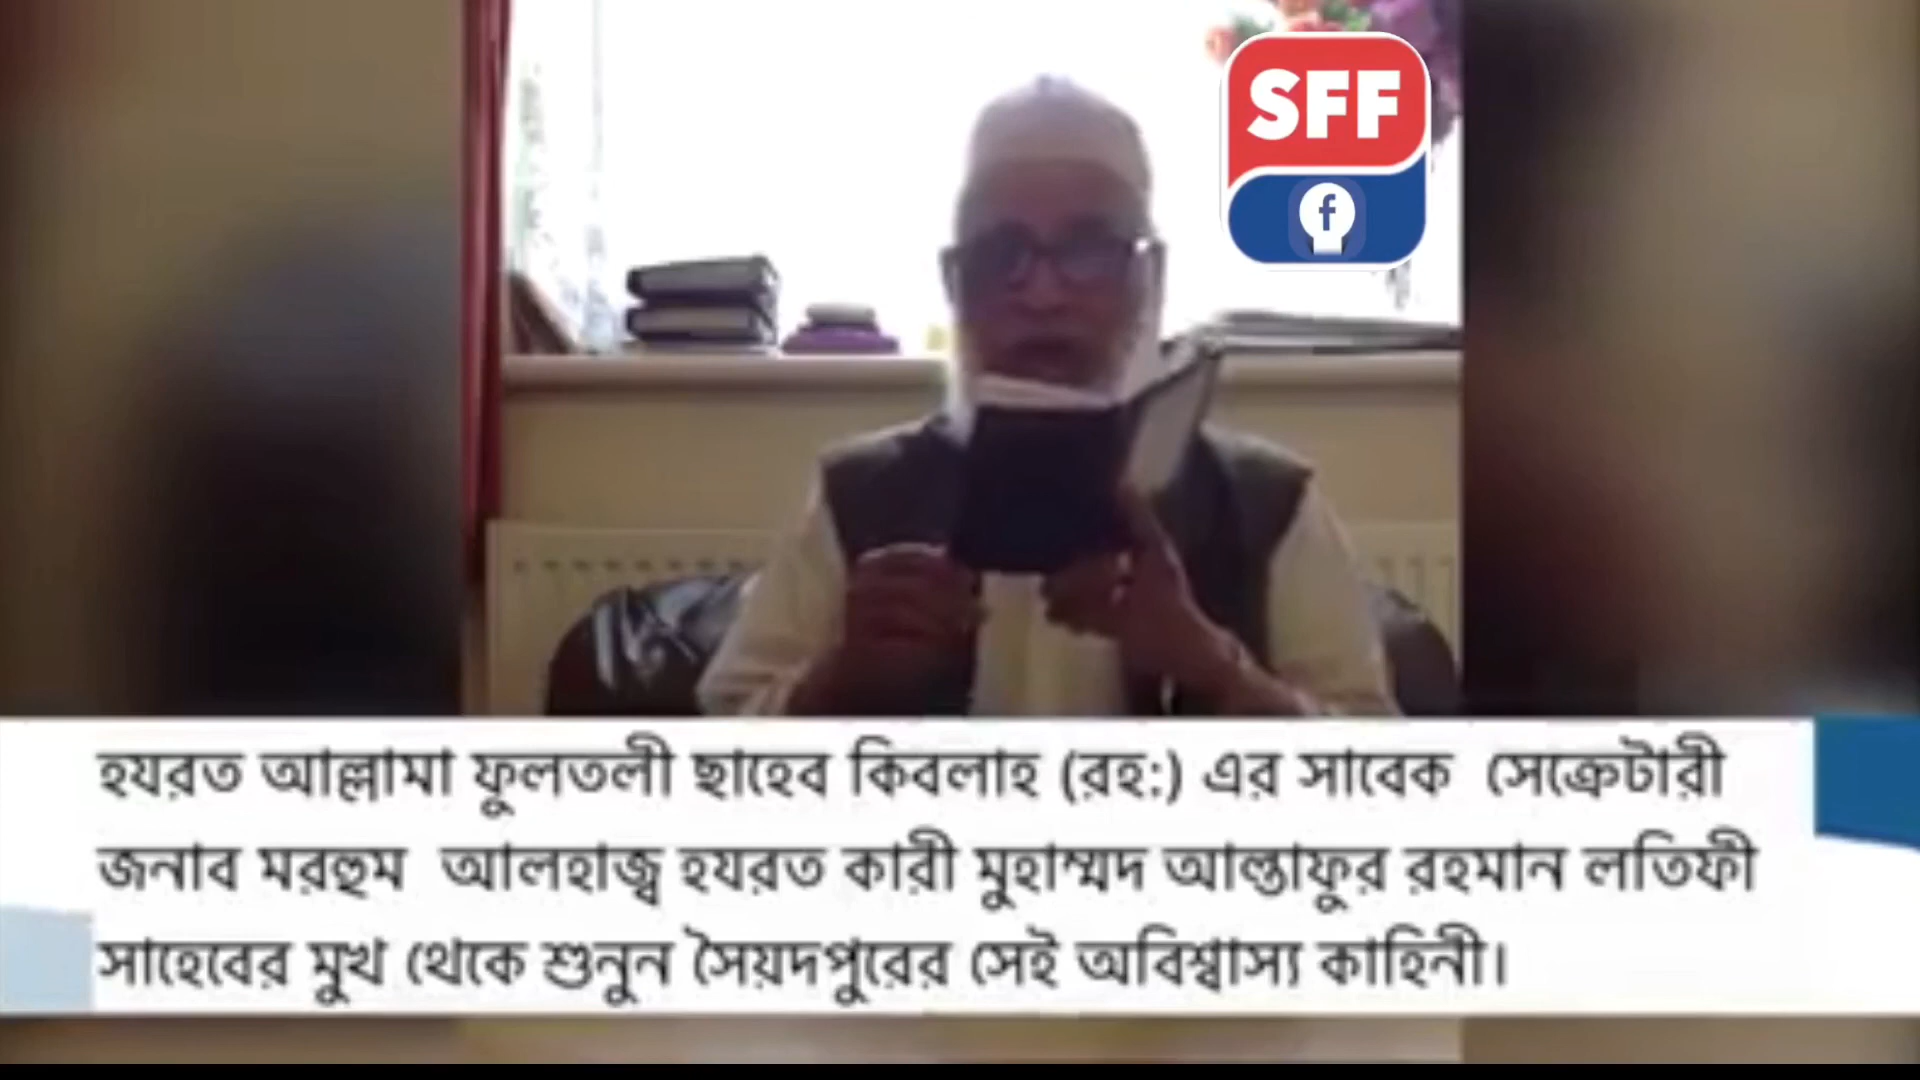 SFF
f
হযরত আল্লামা ফুলতলী ছাহেব কিবলাহ (রহ:) এর সাবেক সেক্রেটারী
জনাব মরহুম আলহাজ্ব হযরত কারী মুহাম্মদ আল্তাফুর রহমান লতিফী
সাহেবের মুখ থেকে শুনুন সৈয়দপুরের সেই অবিশ্বাস্য কাহিনী।